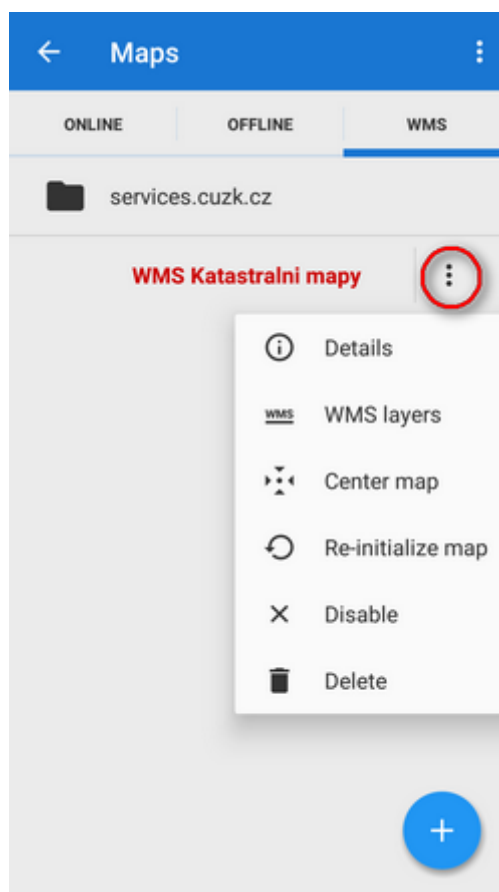 Maps
ONLINE OFFLINE WMS
services.cuzk.cz
WMS Katastralni mapy
Details
WMS WMS layers
Center map
Re-initialize map
Disable
Delete